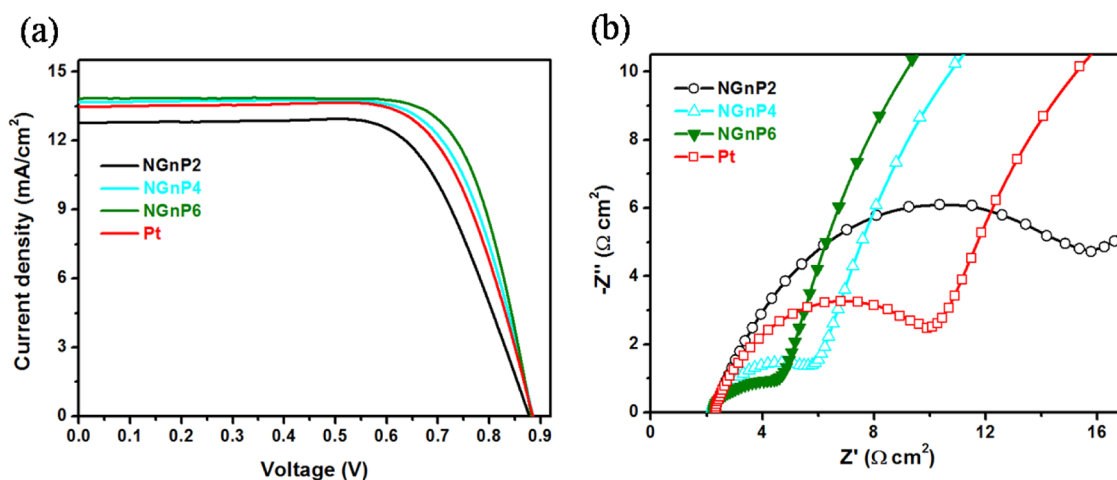 (a)
Current density (mA/cm²)
15
12
9
6
3
0
NGnP2
NGnP4
NGnP6
Pt
0.0 0.1 0.2 0.3 0.4 0.5 0.6 0.7 0.8 0.9
Voltage (V)
(b)
-Z'' (Ω cm²)
10
8
6
4
2
0
NGnP2
NGnP4
NGnP6
Pt
0 4 8 12 16
Z' (Ω cm²)